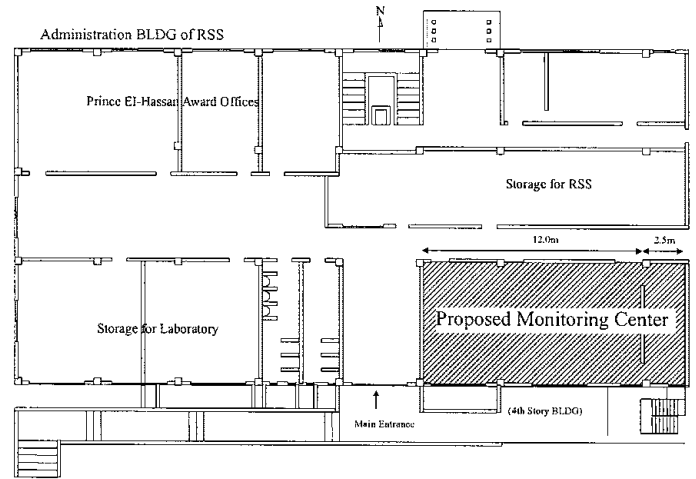 N
Administration BLDG of RSS
Prince El-Hassan Award Offices
Storage for RSS
12.0m
2.5m
Proposed Monitoring Center
Storage for Laboratory
(4th Story BLDG)
Main Entrance